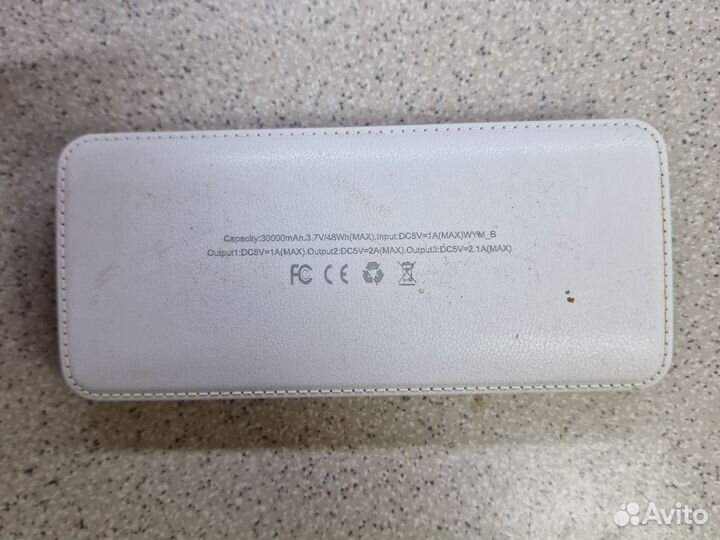 Capacity:30000mAh.3.7V/48Wh(MAX).Input:DC5V=1A(MAX)WYM_B
Output1:DC5V=1A(MAX).Output2:DC5V=2A(MAX).Output3:DC5V=2.1A(MAX)
FC CE
Avito